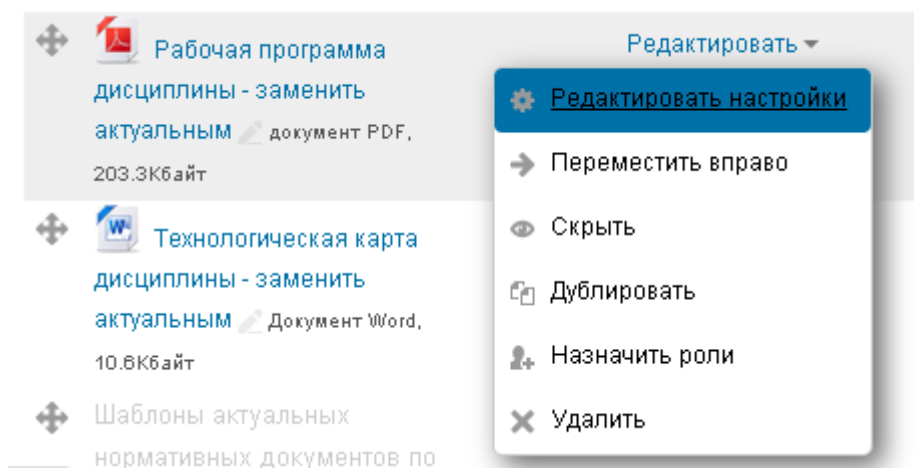 Рабочая программа
дисциплины - заменить
актуальным документ PDF,
203.3Кбайт
Редактировать
Редактировать настройки
Переместить вправо
Скрыть
Дублировать
Назначить роли
Удалить
Технологическая карта
дисциплины - заменить
актуальным Документ Word,
10.6Кбайт
Шаблоны актуальных
нормативных документов по